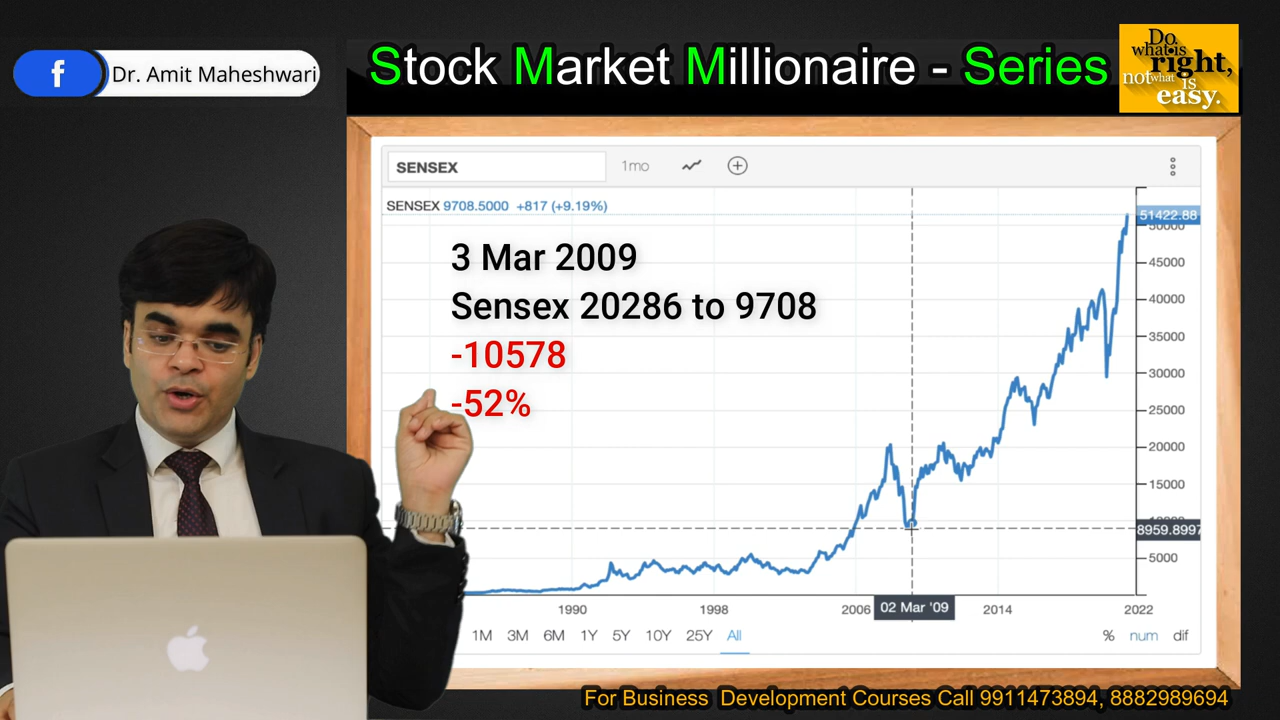 f Dr. Amit Maheshwari
Stock Market Millionaire - Series
Do
what is
right,
not what
is
easy.
SENSEX 1mo
SENSEX 9708.5000 +817 (+9.19%)
3 Mar 2009
Sensex 20286 to 9708
-10578
-52%
51422.88
50000
45000
40000
35000
30000
25000
20000
15000
10000
8959.8997
5000
1990 1998 2006 02 Mar '09 2014 2022
1M 3M 6M 1Y 5Y 10Y 25Y All % num dif
For Business Development Courses Call 9911473894, 8882989694